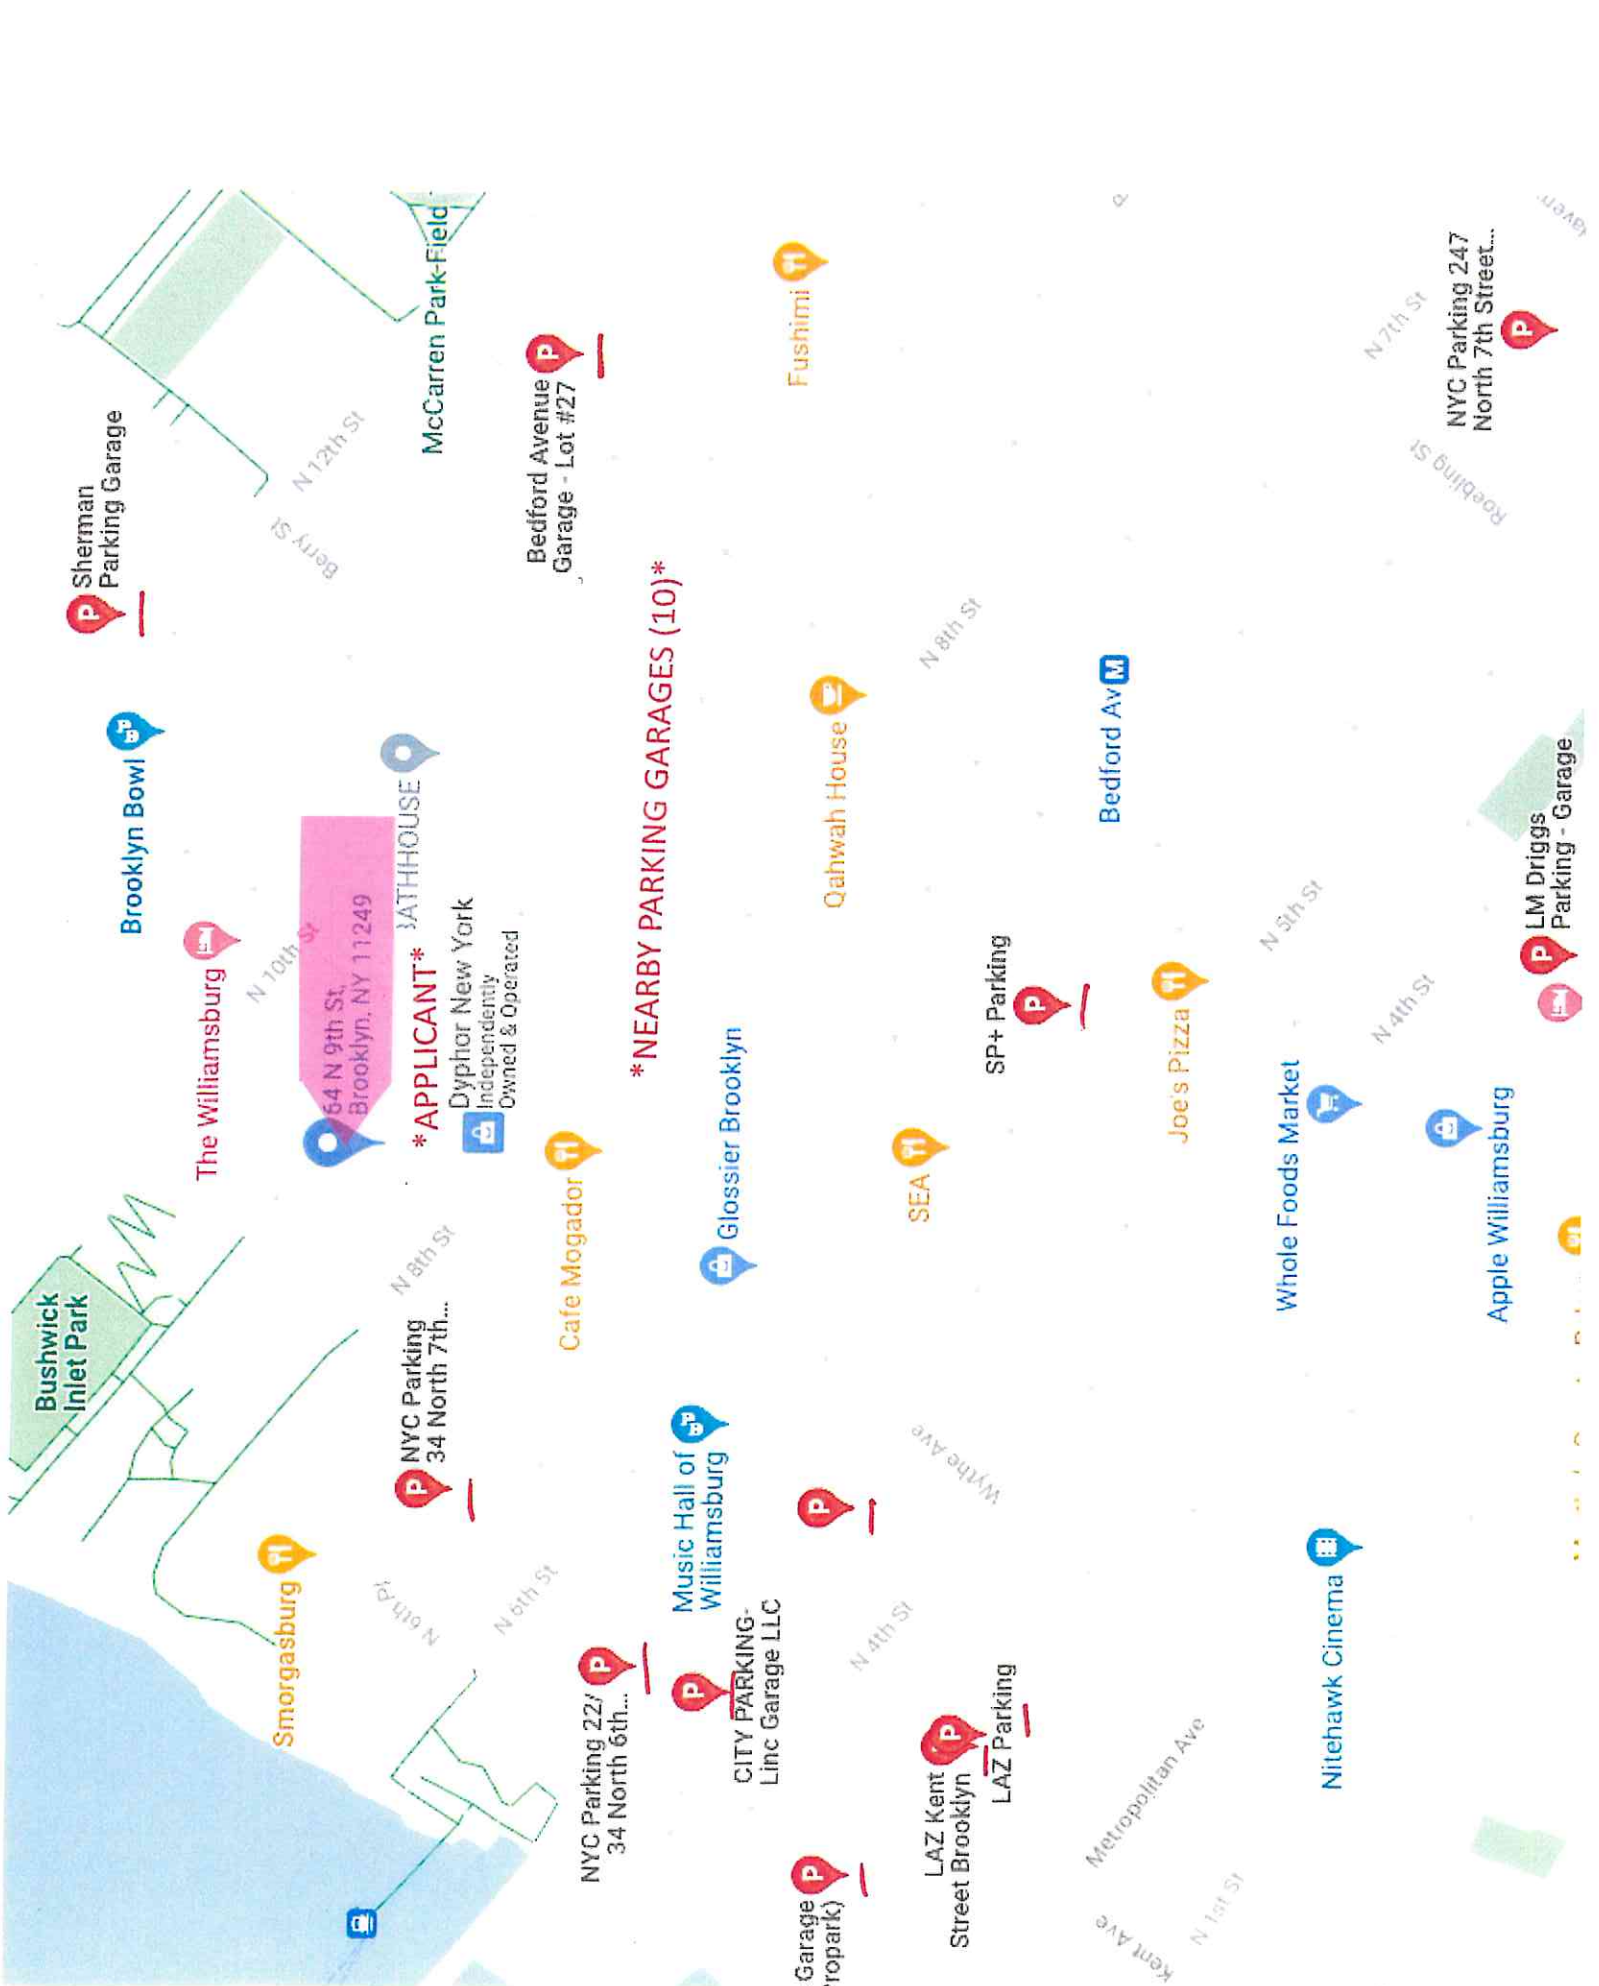 Sherman
Parking Garage
N 12th St
Berry St
McCarren Park-Field
Bedford Avenue
Garage - Lot #27
Fushimi
N 7th St
NYC Parking 247
North 7th Street...
Roebling St
Brooklyn Bowl
The Williamsburg
N 10th St
64 N 9th St,
Brooklyn, NY 11249
BATHHOUSE
*APPLICANT*
Dyphor New York
Independently
Owned & Operated
*NEARBY PARKING GARAGES (10)*
Qahwah House
N 8th St
Bedford Av
M
LM Driggs
Parking - Garage
SP+ Parking
N 5th St
N 4th St
Joe's Pizza
Whole Foods Market
Apple Williamsburg
SEA
Glossier Brooklyn
Cafe Mogador
N 8th St
Bushwick
Inlet Park
NYC Parking
34 North 7th...
Smorgasburg
N 6th Pl
N 6th St
Music Hall of
Williamsburg
Wythe Ave
NYC Parking 22/
34 North 6th...
CITY PARKING-
Linc Garage LLC
N 4th St
LAZ Kent
Street Brooklyn
LAZ Parking
Nitehawk Cinema
Metropolitan Ave
N 1st St
Kent Ave
Garage
ropark)
P
P
P
P
P
P
P
P
P
P
P